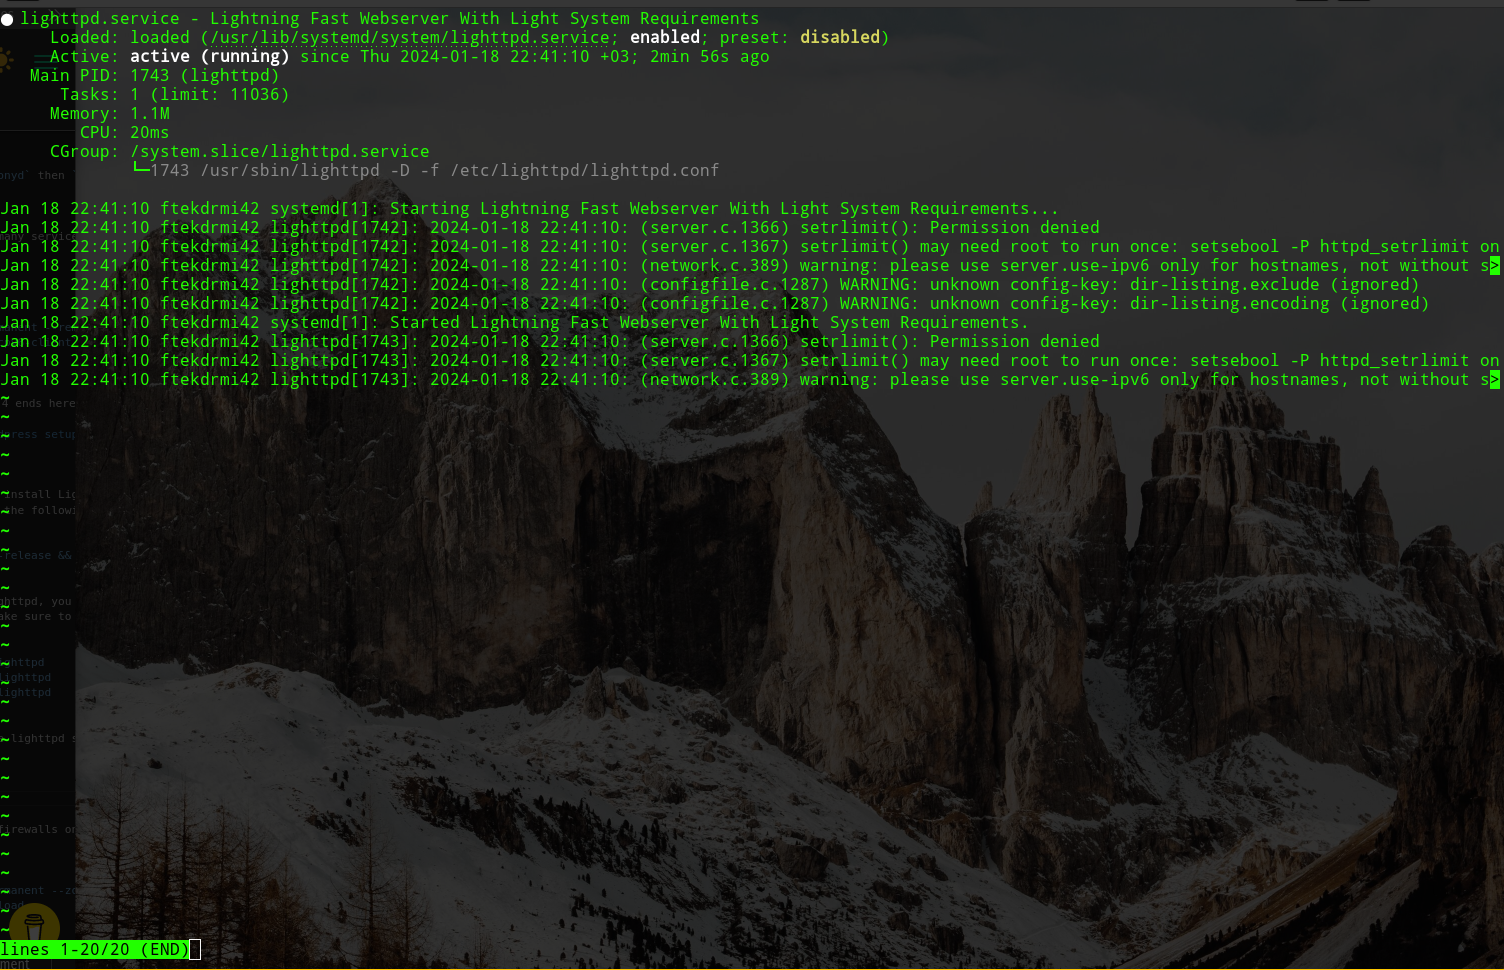 ● lighttpd.service - Lightning Fast Webserver With Light System Requirements
Loaded: loaded (/usr/lib/systemd/system/lighttpd.service; enabled; preset: disabled)
Active: active (running) since Thu 2024-01-18 22:41:10 +03; 2min 56s ago
Main PID: 1743 (lighttpd)
Tasks: 1 (limit: 11036)
Memory: 1.1M
CPU: 20ms
CGroup: /system.slice/lighttpd.service
└─1743 /usr/sbin/lighttpd -D -f /etc/lighttpd/lighttpd.conf
Jan 18 22:41:10 ftekdrmi42 systemd[1]: Starting Lightning Fast Webserver With Light System Requirements...
Jan 18 22:41:10 ftekdrmi42 lighttpd[1742]: 2024-01-18 22:41:10: (server.c.1366) setrlimit(): Permission denied
Jan 18 22:41:10 ftekdrmi42 lighttpd[1742]: 2024-01-18 22:41:10: (server.c.1367) setrlimit() may need root to run once: setsebool -P httpd_setrlimit on
Jan 18 22:41:10 ftekdrmi42 lighttpd[1742]: 2024-01-18 22:41:10: (network.c.389) warning: please use server.use-ipv6 only for hostnames, not without s>
Jan 18 22:41:10 ftekdrmi42 lighttpd[1742]: 2024-01-18 22:41:10: (configfile.c.1287) WARNING: unknown config-key: dir-listing.exclude (ignored)
Jan 18 22:41:10 ftekdrmi42 lighttpd[1742]: 2024-01-18 22:41:10: (configfile.c.1287) WARNING: unknown config-key: dir-listing.encoding (ignored)
Jan 18 22:41:10 ftekdrmi42 systemd[1]: Started Lightning Fast Webserver With Light System Requirements.
Jan 18 22:41:10 ftekdrmi42 lighttpd[1743]: 2024-01-18 22:41:10: (server.c.1366) setrlimit(): Permission denied
Jan 18 22:41:10 ftekdrmi42 lighttpd[1743]: 2024-01-18 22:41:10: (server.c.1367) setrlimit() may need root to run once: setsebool -P httpd_setrlimit on
Jan 18 22:41:10 ftekdrmi42 lighttpd[1743]: 2024-01-18 22:41:10: (network.c.389) warning: please use server.use-ipv6 only for hostnames, not without s>
lines 1-20/20 (END)